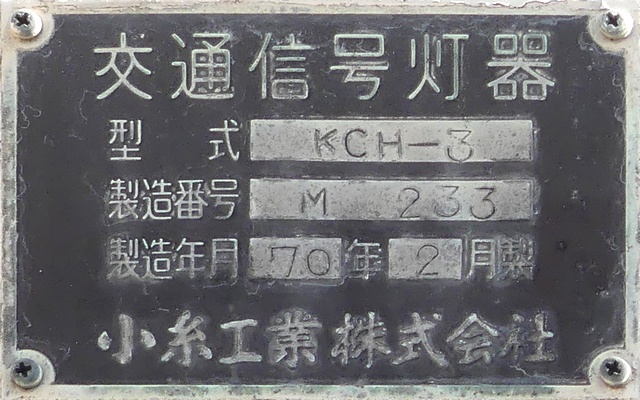 交通信号灯器
型式 KCH-3
製造番号 M 233
製造年月 70年2月製
小糸工業株式会社